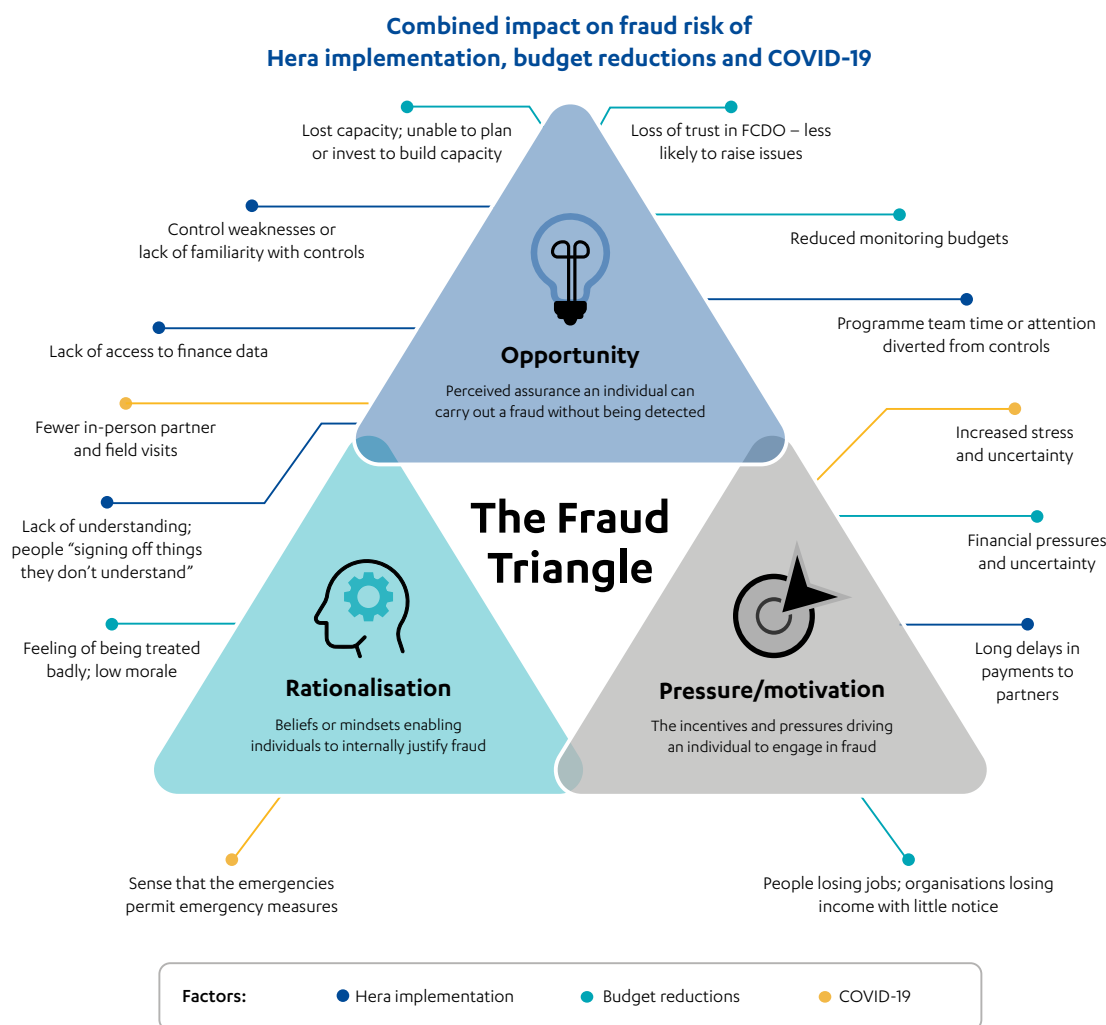 Combined impact on fraud risk of
Hera implementation, budget reductions and COVID-19
Lost capacity; unable to plan
or invest to build capacity
Loss of trust in FCDO – less
likely to raise issues
Control weaknesses or
lack of familiarity with controls
Reduced monitoring budgets
Lack of access to finance data
Programme team time or attention
diverted from controls
Opportunity
Perceived assurance an individual can
carry out a fraud without being detected
Fewer in-person partner
and field visits
Increased stress
and uncertainty
Lack of understanding;
people “signing off things
they don’t understand”
The Fraud
Triangle
Financial pressures
and uncertainty
Feeling of being treated
badly; low morale
Long delays in
payments to
partners
Rationalisation
Beliefs or mindsets enabling
individuals to internally justify fraud
Pressure/motivation
The incentives and pressures driving
an individual to engage in fraud
Sense that the emergencies
permit emergency measures
People losing jobs; organisations losing
income with little notice
Factors:
Hera implementation
Budget reductions
COVID-19